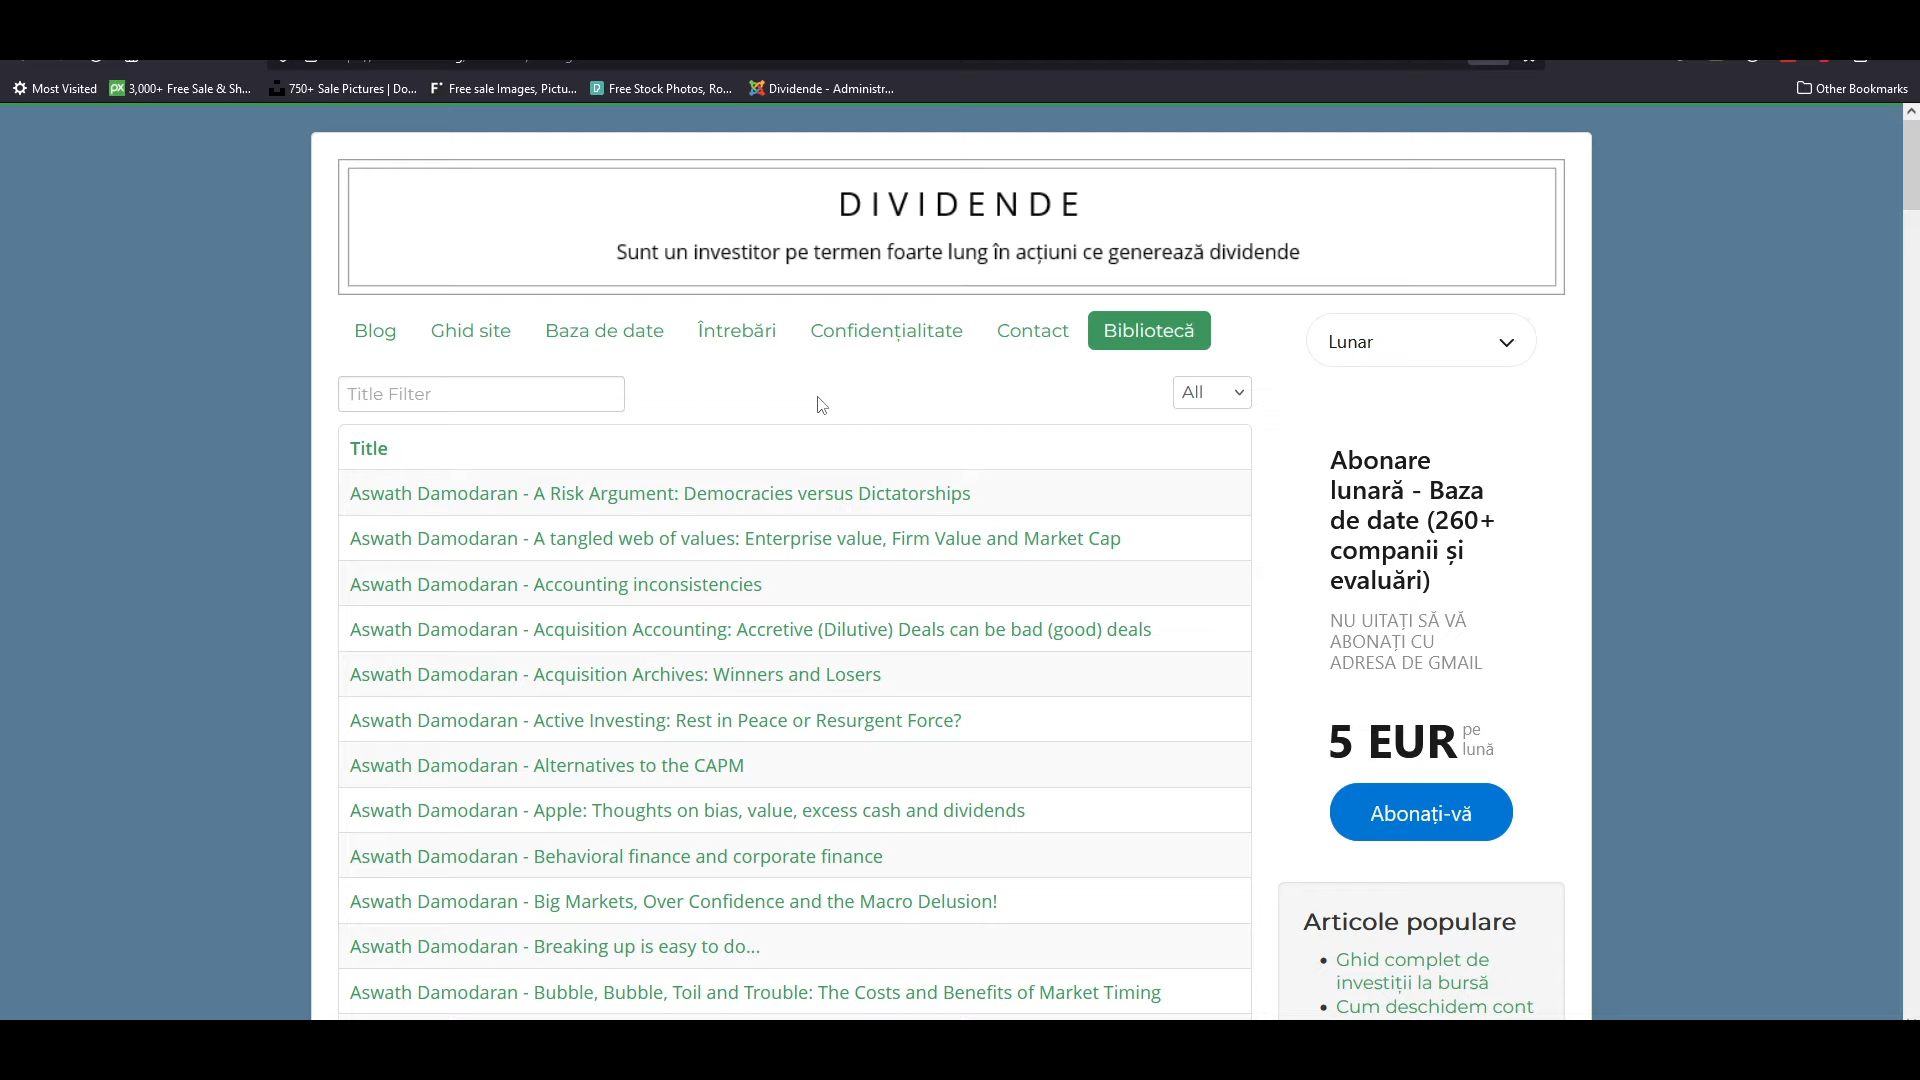 Most Visited
3,000+ Free Sale & Sh...
750+ Sale Pictures | Do...
Free sale Images, Pictu...
Free Stock Photos, Ro...
Dividende - Administr...
Other Bookmarks
DIVIDENDE
Sunt un investitor pe termen foarte lung în acțiuni ce generează dividende
Blog
Ghid site
Baza de date
Întrebări
Confidențialitate
Contact
Bibliotecă
Lunar
Title Filter
All
Title
Aswath Damodaran - A Risk Argument: Democracies versus Dictatorships
Aswath Damodaran - A tangled web of values: Enterprise value, Firm Value and Market Cap
Aswath Damodaran - Accounting inconsistencies
Aswath Damodaran - Acquisition Accounting: Accretive (Dilutive) Deals can be bad (good) deals
Aswath Damodaran - Acquisition Archives: Winners and Losers
Aswath Damodaran - Active Investing: Rest in Peace or Resurgent Force?
Aswath Damodaran - Alternatives to the CAPM
Aswath Damodaran - Apple: Thoughts on bias, value, excess cash and dividends
Aswath Damodaran - Behavioral finance and corporate finance
Aswath Damodaran - Big Markets, Over Confidence and the Macro Delusion!
Aswath Damodaran - Breaking up is easy to do...
Aswath Damodaran - Bubble, Bubble, Toil and Trouble: The Costs and Benefits of Market Timing
Abonare
lunară - Baza
de date (260+
companii și
evaluări)
NU UITAȚI SĂ VĂ
ABONAȚI CU
ADRESA DE GMAIL
5 EUR pe
lună
Abonați-vă
Articole populare
Ghid complet de
investiții la bursă
Cum deschidem cont